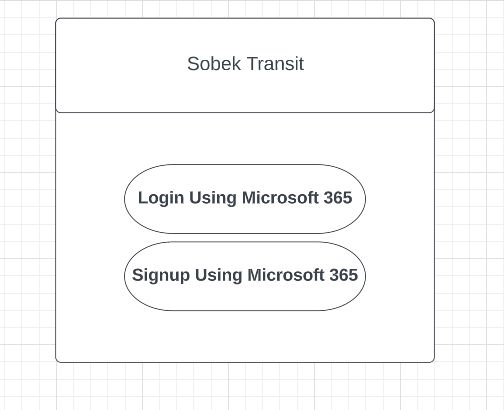 Sobek Transit
Login Using Microsoft 365
Signup Using Microsoft 365